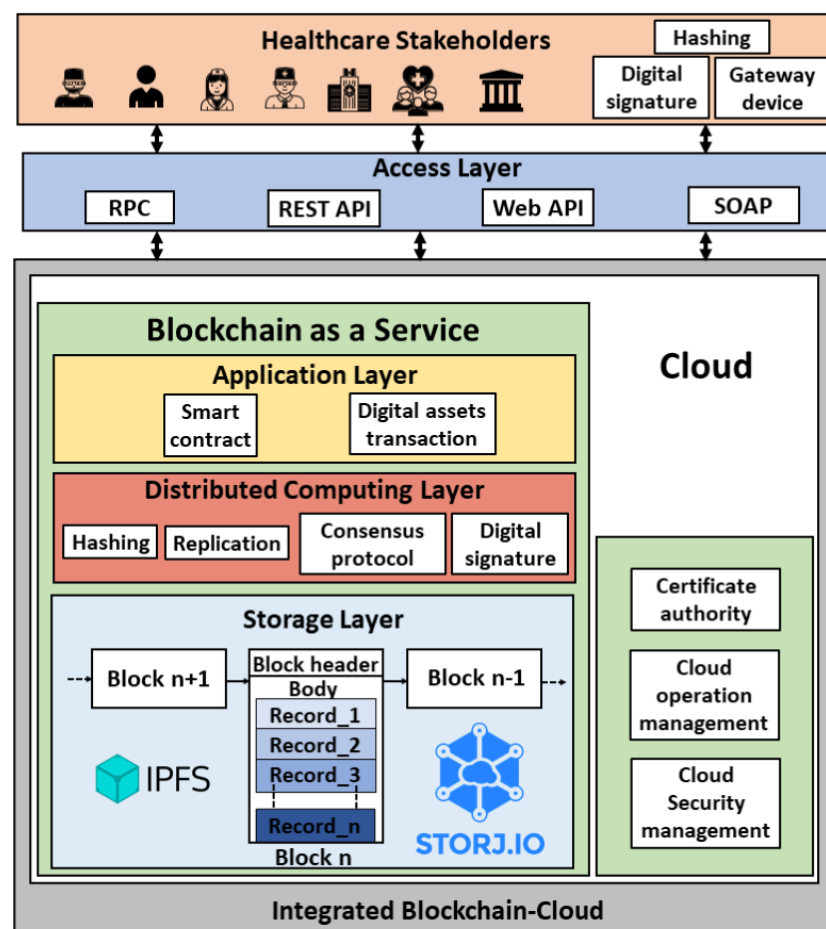 Healthcare Stakeholders
Hashing
Digital
signature
Gateway
device
Access Layer
RPC
REST API
Web API
SOAP
Blockchain as a Service
Cloud
Application Layer
Smart
contract
Digital assets
transaction
Distributed Computing Layer
Hashing
Replication
Consensus
protocol
Digital
signature
Storage Layer
Block n+1
Block header
Body
Record_1
Record_2
Record_3
Record_n
Block n
Block n-1
IPFS
STORJ.IO
Certificate
authority
Cloud
operation
management
Cloud
Security
management
Integrated Blockchain-Cloud